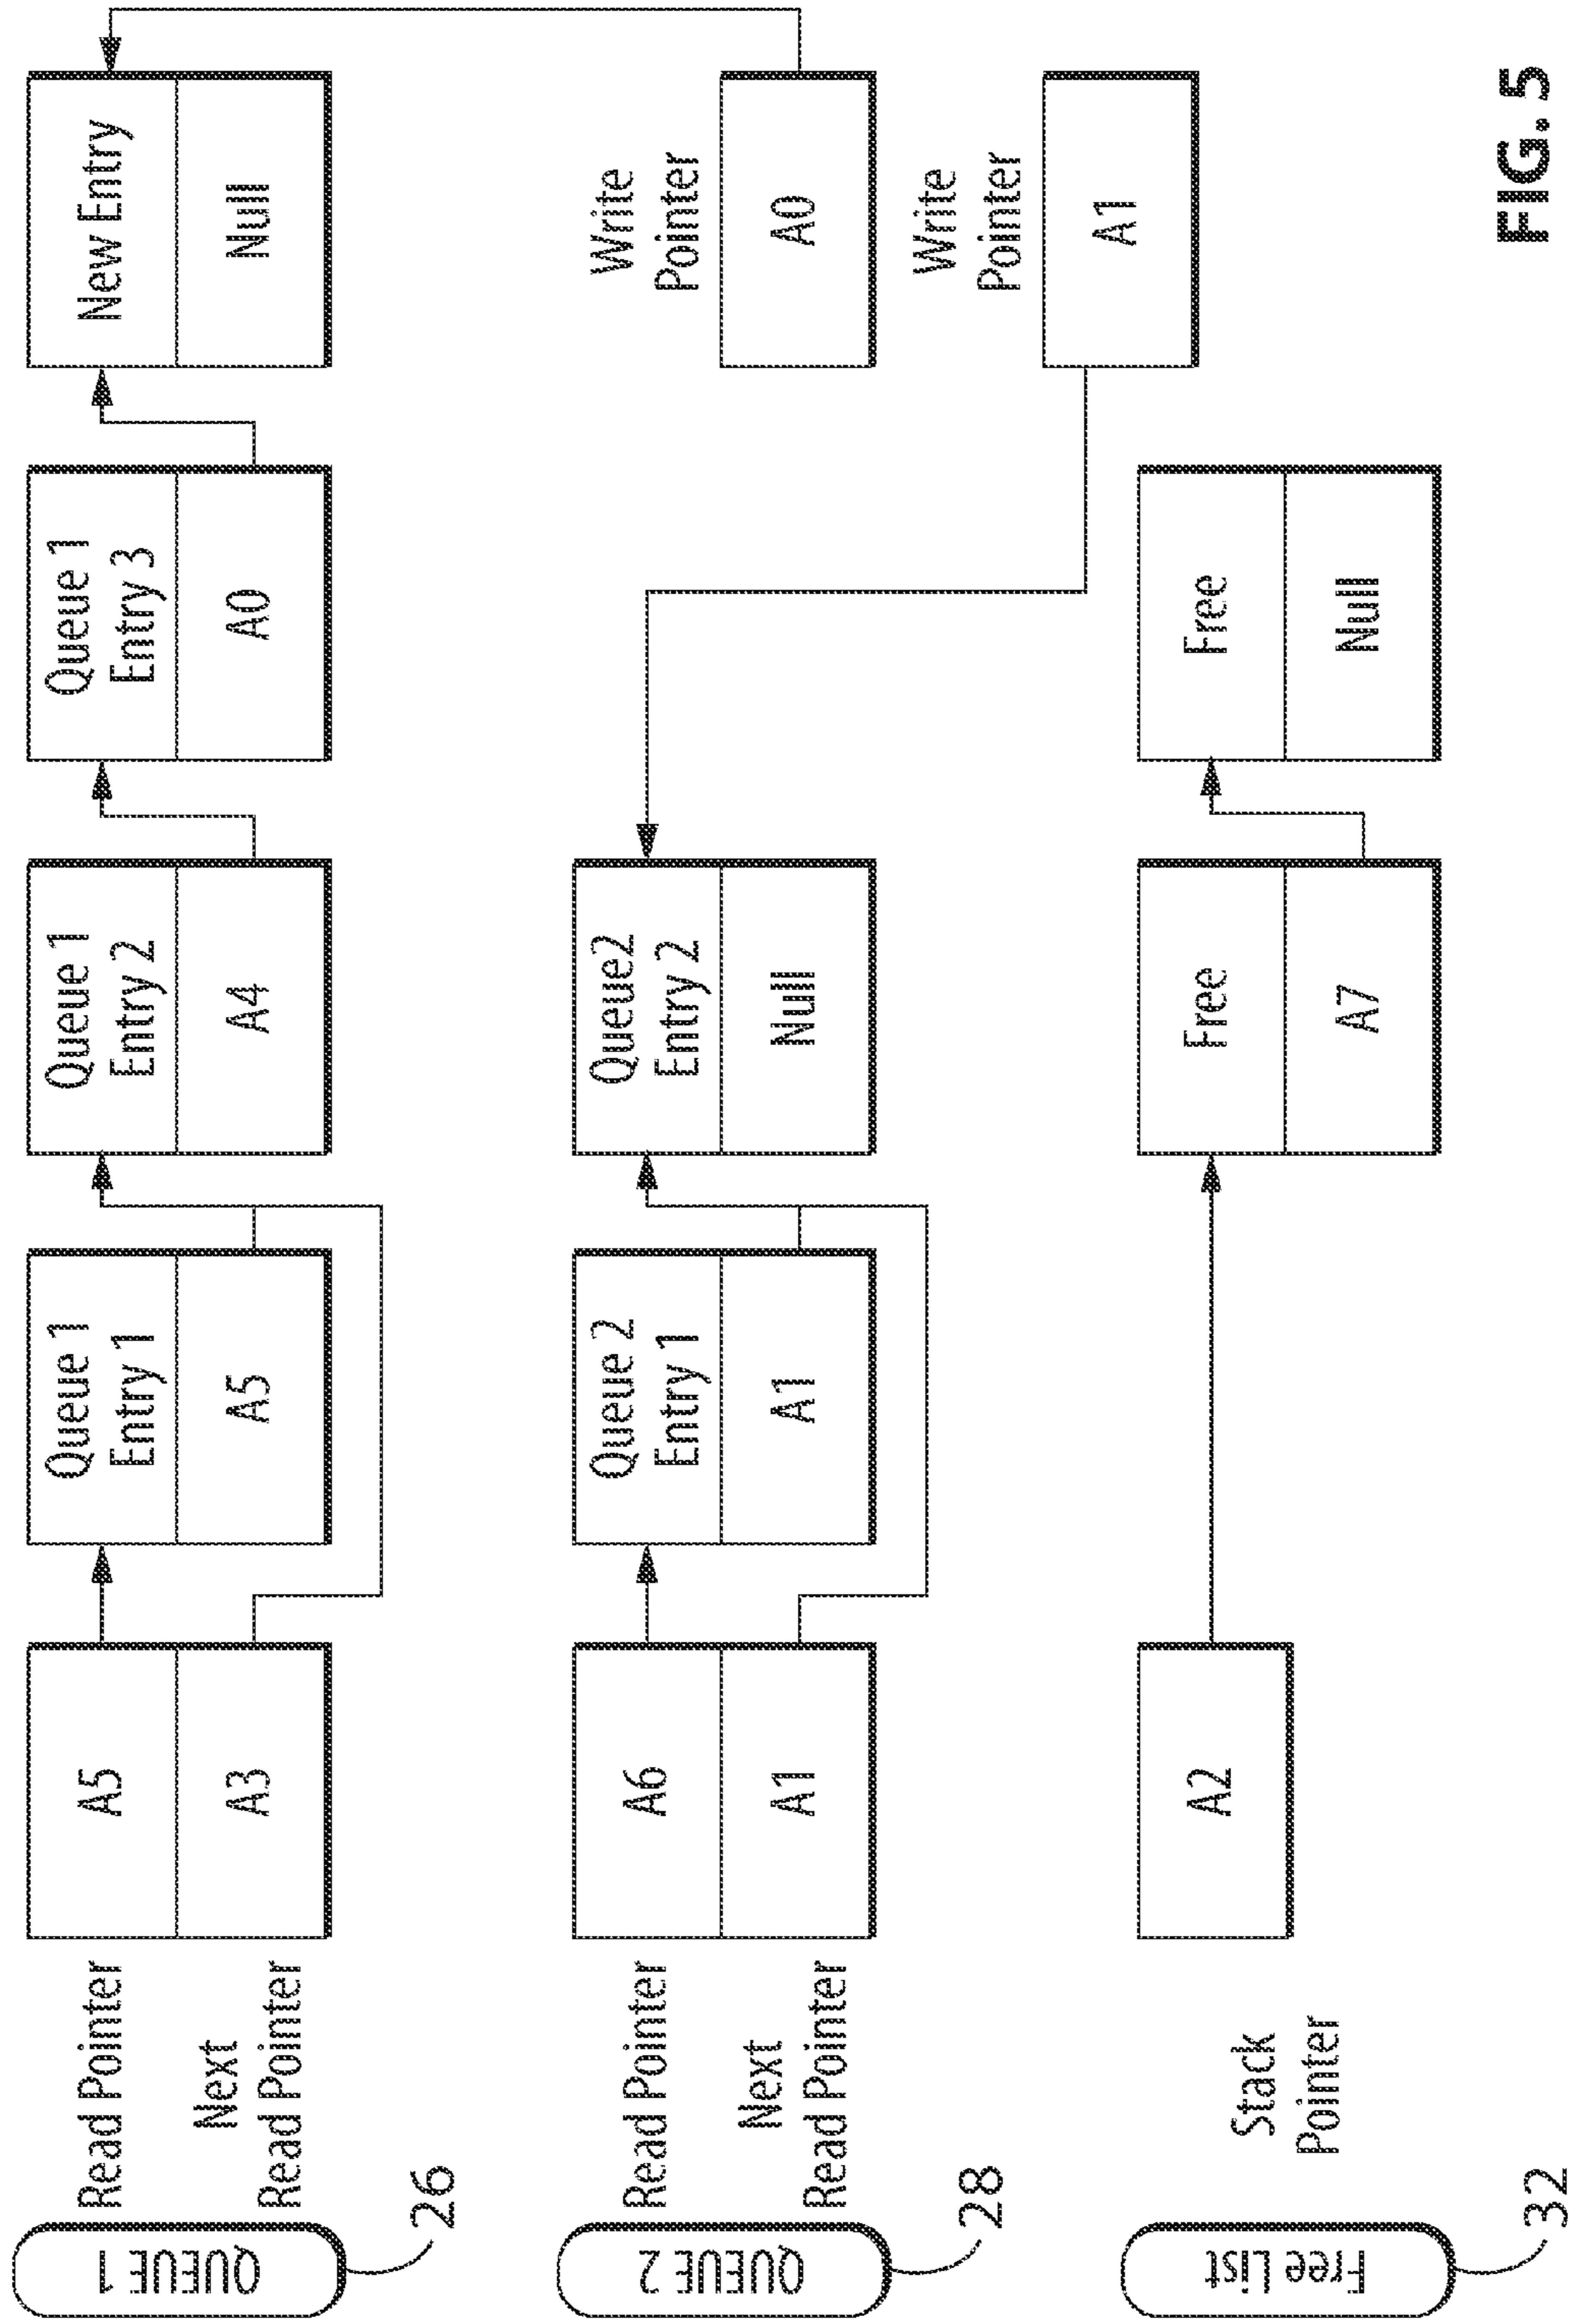 QUEUE 1
26
Read Pointer
Next
Read Pointer
A5
A3
Queue 1
Entry 1
A5
Queue 1
Entry 2
A4
Queue 1
Entry 3
A0
New Entry
Null
QUEUE 2
28
Read Pointer
Next
Read Pointer
A6
A1
Queue 2
Entry 1
A1
Queue2
Entry 2
Null
Write
Pointer
A0
Write
Pointer
A1
Free List
32
Stack
Pointer
A2
Free
A7
Free
Null
FIG. 5